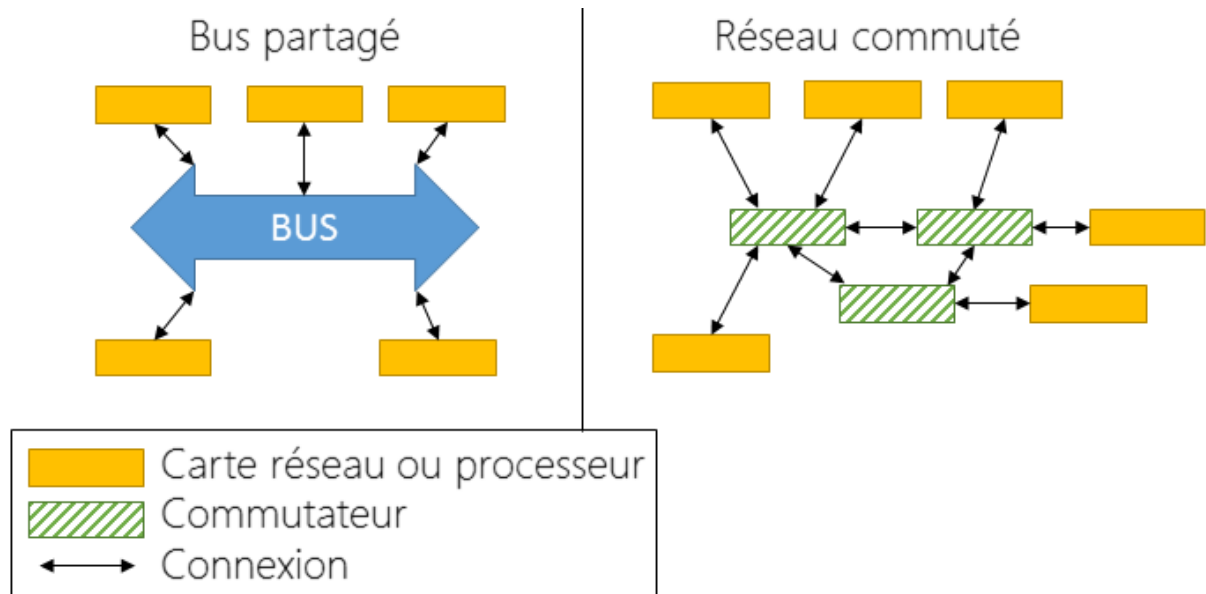 Bus partagé
Réseau commuté
BUS
Carte réseau ou processeur
Commutateur
Connexion